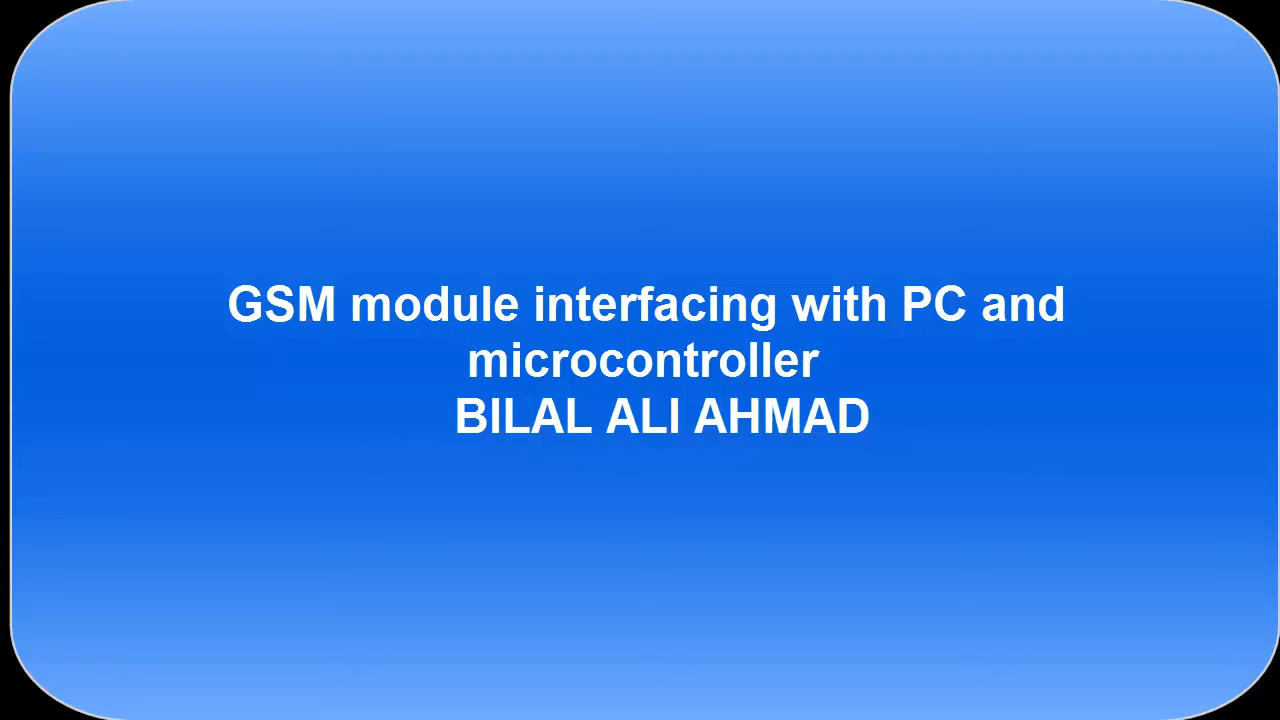 GSM module interfacing with PC and
microcontroller
BILAL ALI AHMAD